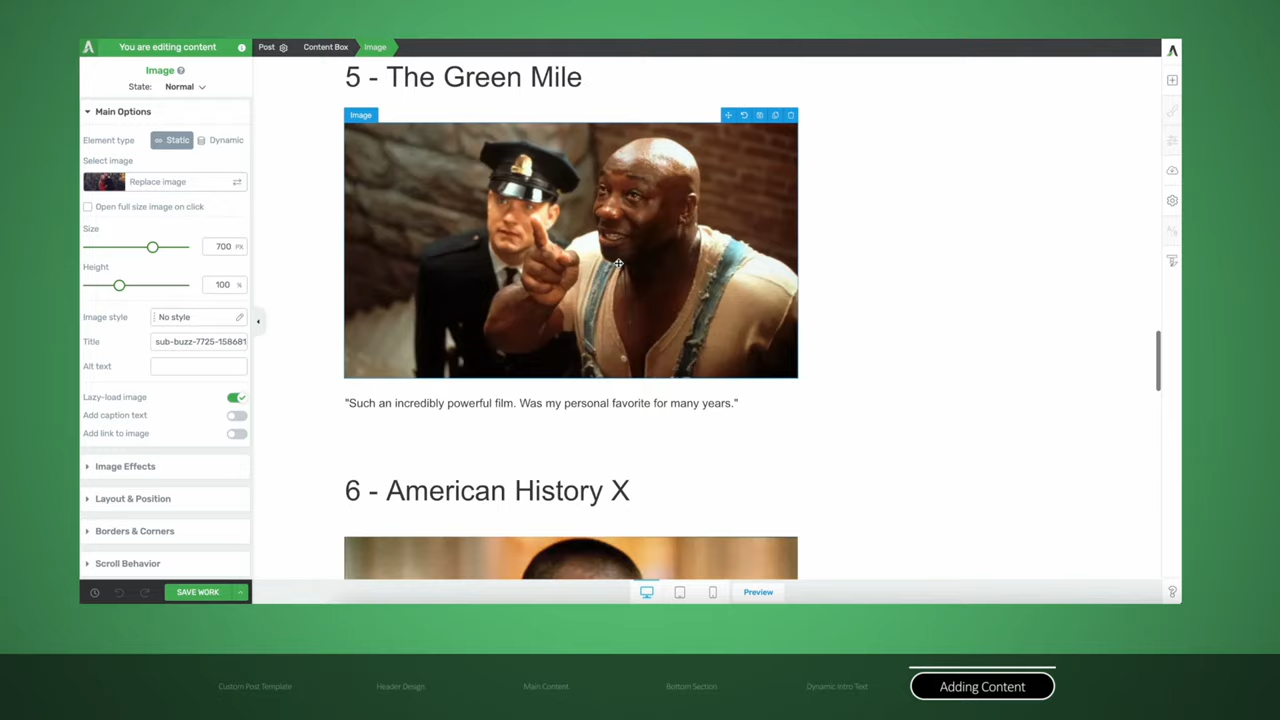 You are editing content
Post
Content Box
Image
Image
State: Normal
Main Options
Element type Static Dynamic
Select image
Replace image
Open full size image on click
Size
700 PX
Height
100 %
Image style No style
Title sub-buzz-7725-158681
Alt text
Lazy-load image
Add caption text
Add link to image
Image Effects
Layout & Position
Borders & Corners
Scroll Behavior
SAVE WORK
5 - The Green Mile
Image
"Such an incredibly powerful film. Was my personal favorite for many years."
6 - American History X
Preview
Custom Post Template
Header Design
Main Content
Bottom Section
Dynamic Intro Text
Adding Content